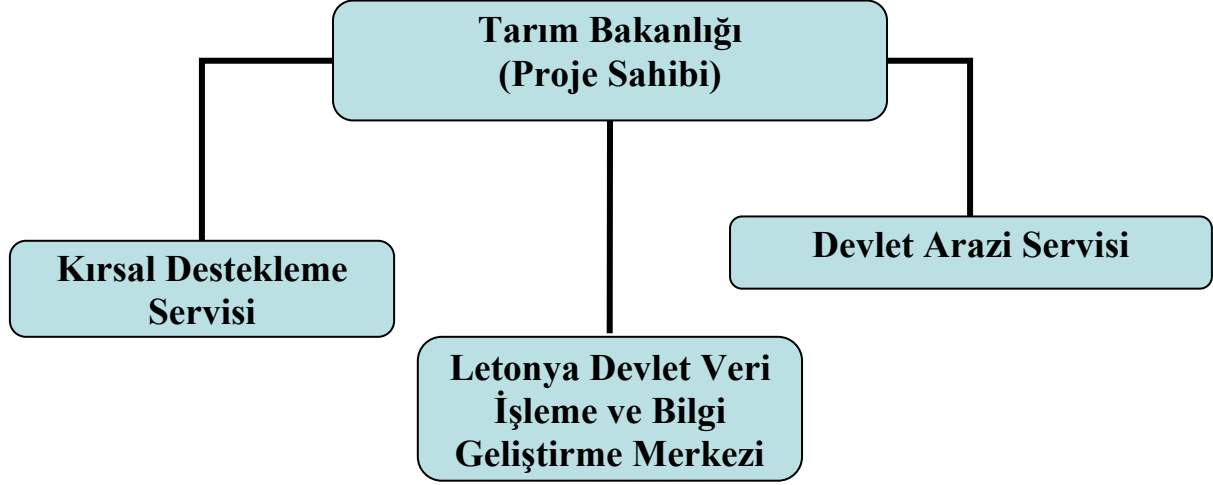 Tarım Bakanlığı
(Proje Sahibi)
Kırsal Destekleme
Servisi
Devlet Arazi Servisi
Letonya Devlet Veri
İşleme ve Bilgi
Geliştirme Merkezi